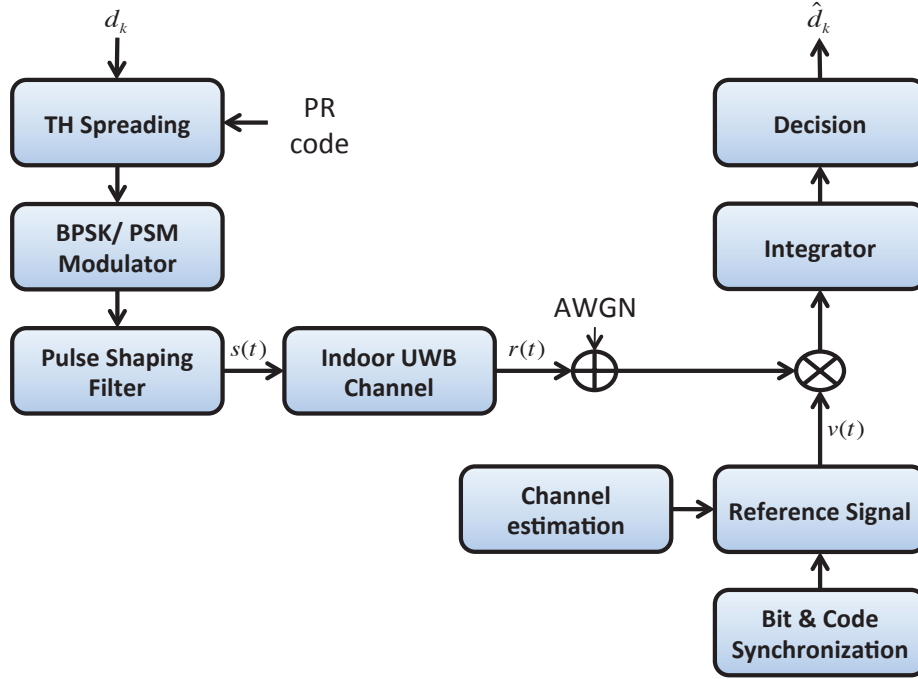 d_k
TH Spreading
PR
code
BPSK/ PSM
Modulator
Pulse Shaping
Filter
s(t)
Indoor UWB
Channel
r(t)
AWGN
d̂_k
Decision
Integrator
v(t)
Channel
estimation
Reference Signal
Bit & Code
Synchronization